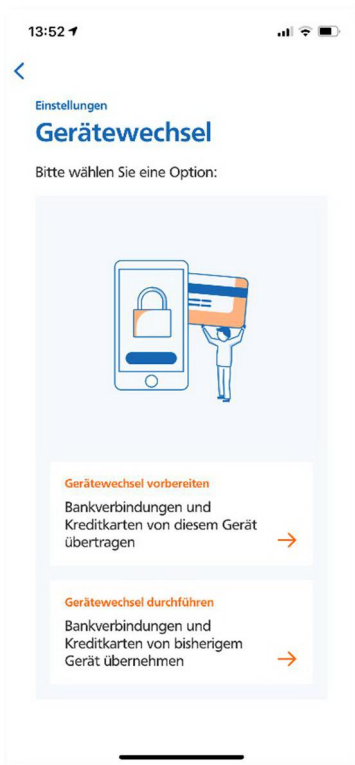 13:52
Einstellungen
Gerätewechsel
Bitte wählen Sie eine Option:
Gerätewechsel vorbereiten
Bankverbindungen und
Kreditkarten von diesem Gerät
übertragen
Gerätewechsel durchführen
Bankverbindungen und
Kreditkarten von bisherigem
Gerät übernehmen